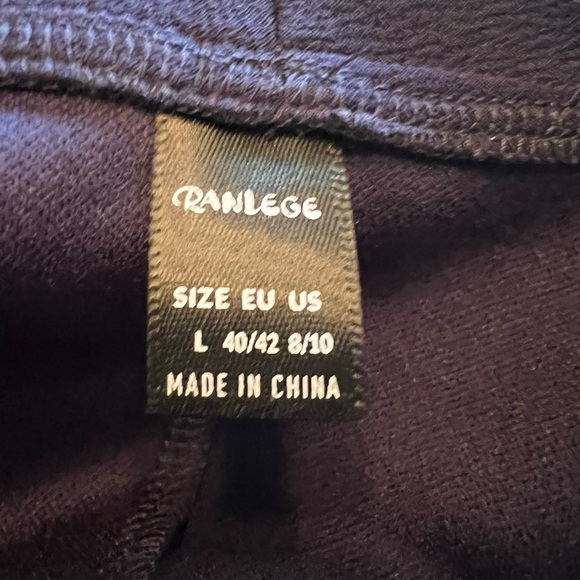 RANLEGE
SIZE EU US
L 40/42 8/10
MADE IN CHINA